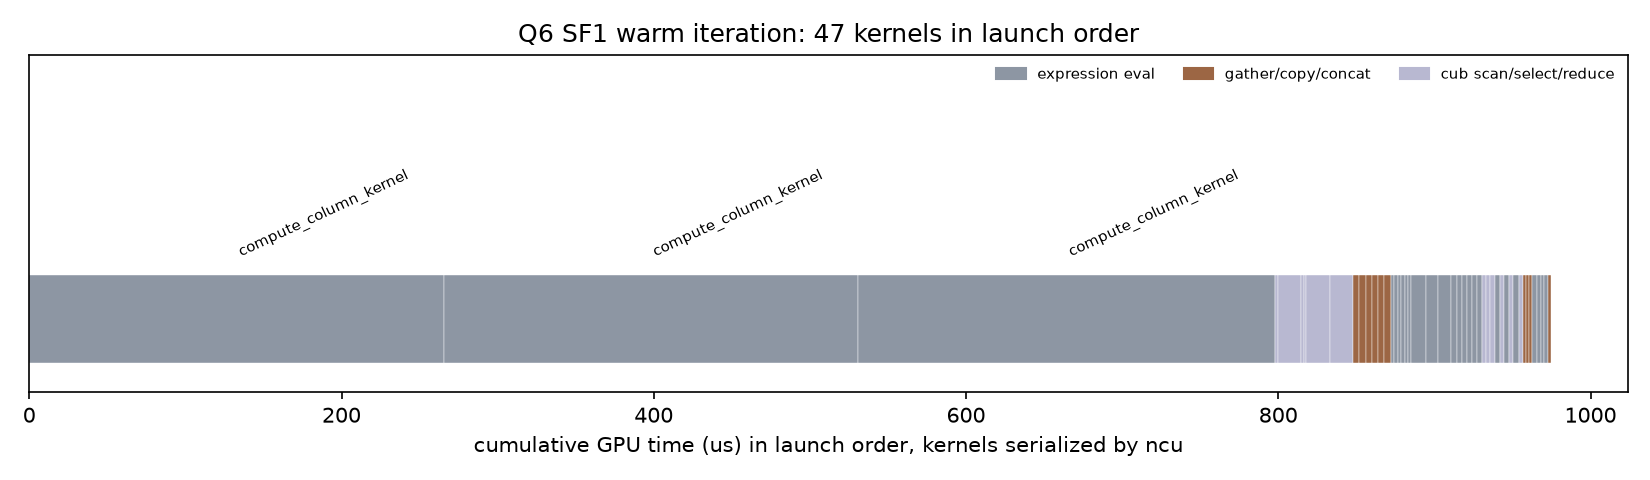 Q6 SF1 warm iteration: 47 kernels in launch order
expression eval
gather/copy/concat
cub scan/select/reduce
compute_column_kernel
compute_column_kernel
compute_column_kernel
0
200
400
600
800
1000
cumulative GPU time (us) in launch order, kernels serialized by ncu